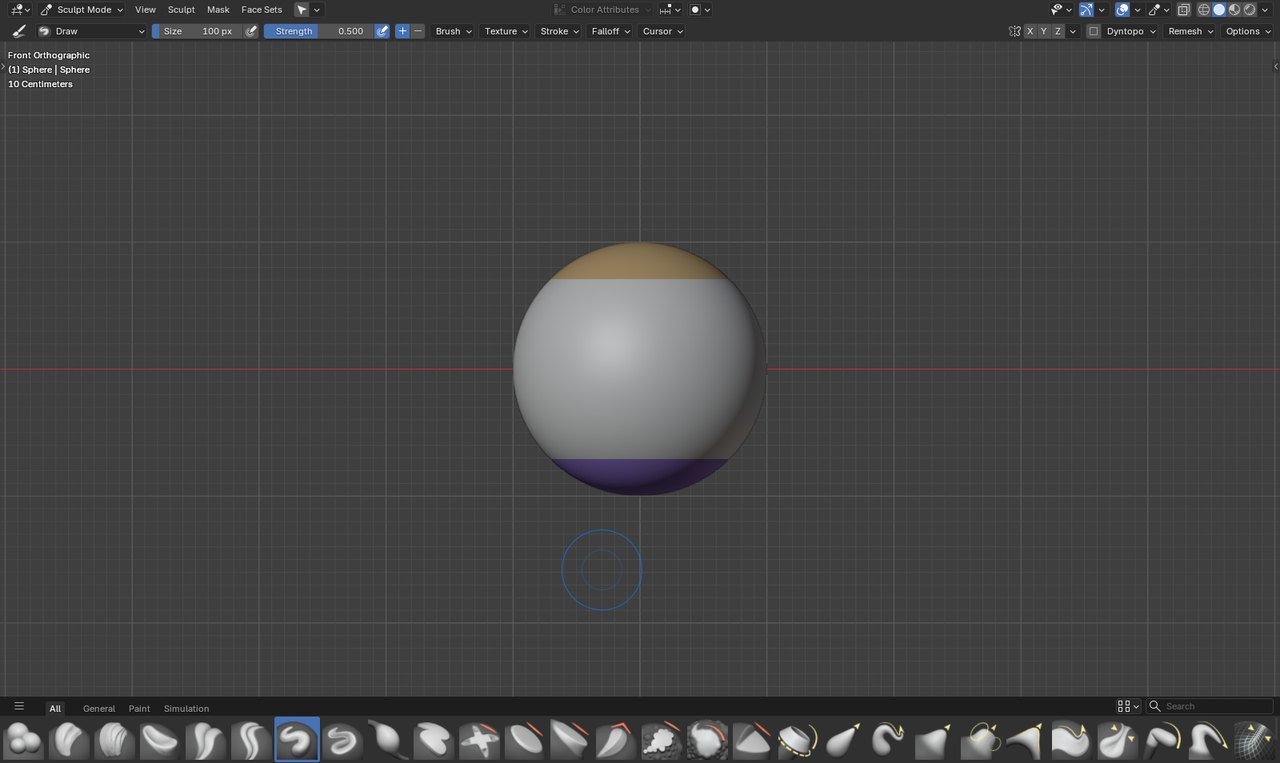 Sculpt Mode View Sculpt Mask Face Sets Color Attributes
Draw Size 100 px Strength 0.500 Brush Texture Stroke Falloff Cursor X Y Z Dyntopo Remesh Options
Front Orthographic
(1) Sphere | Sphere
10 Centimeters
All General Paint Simulation Search